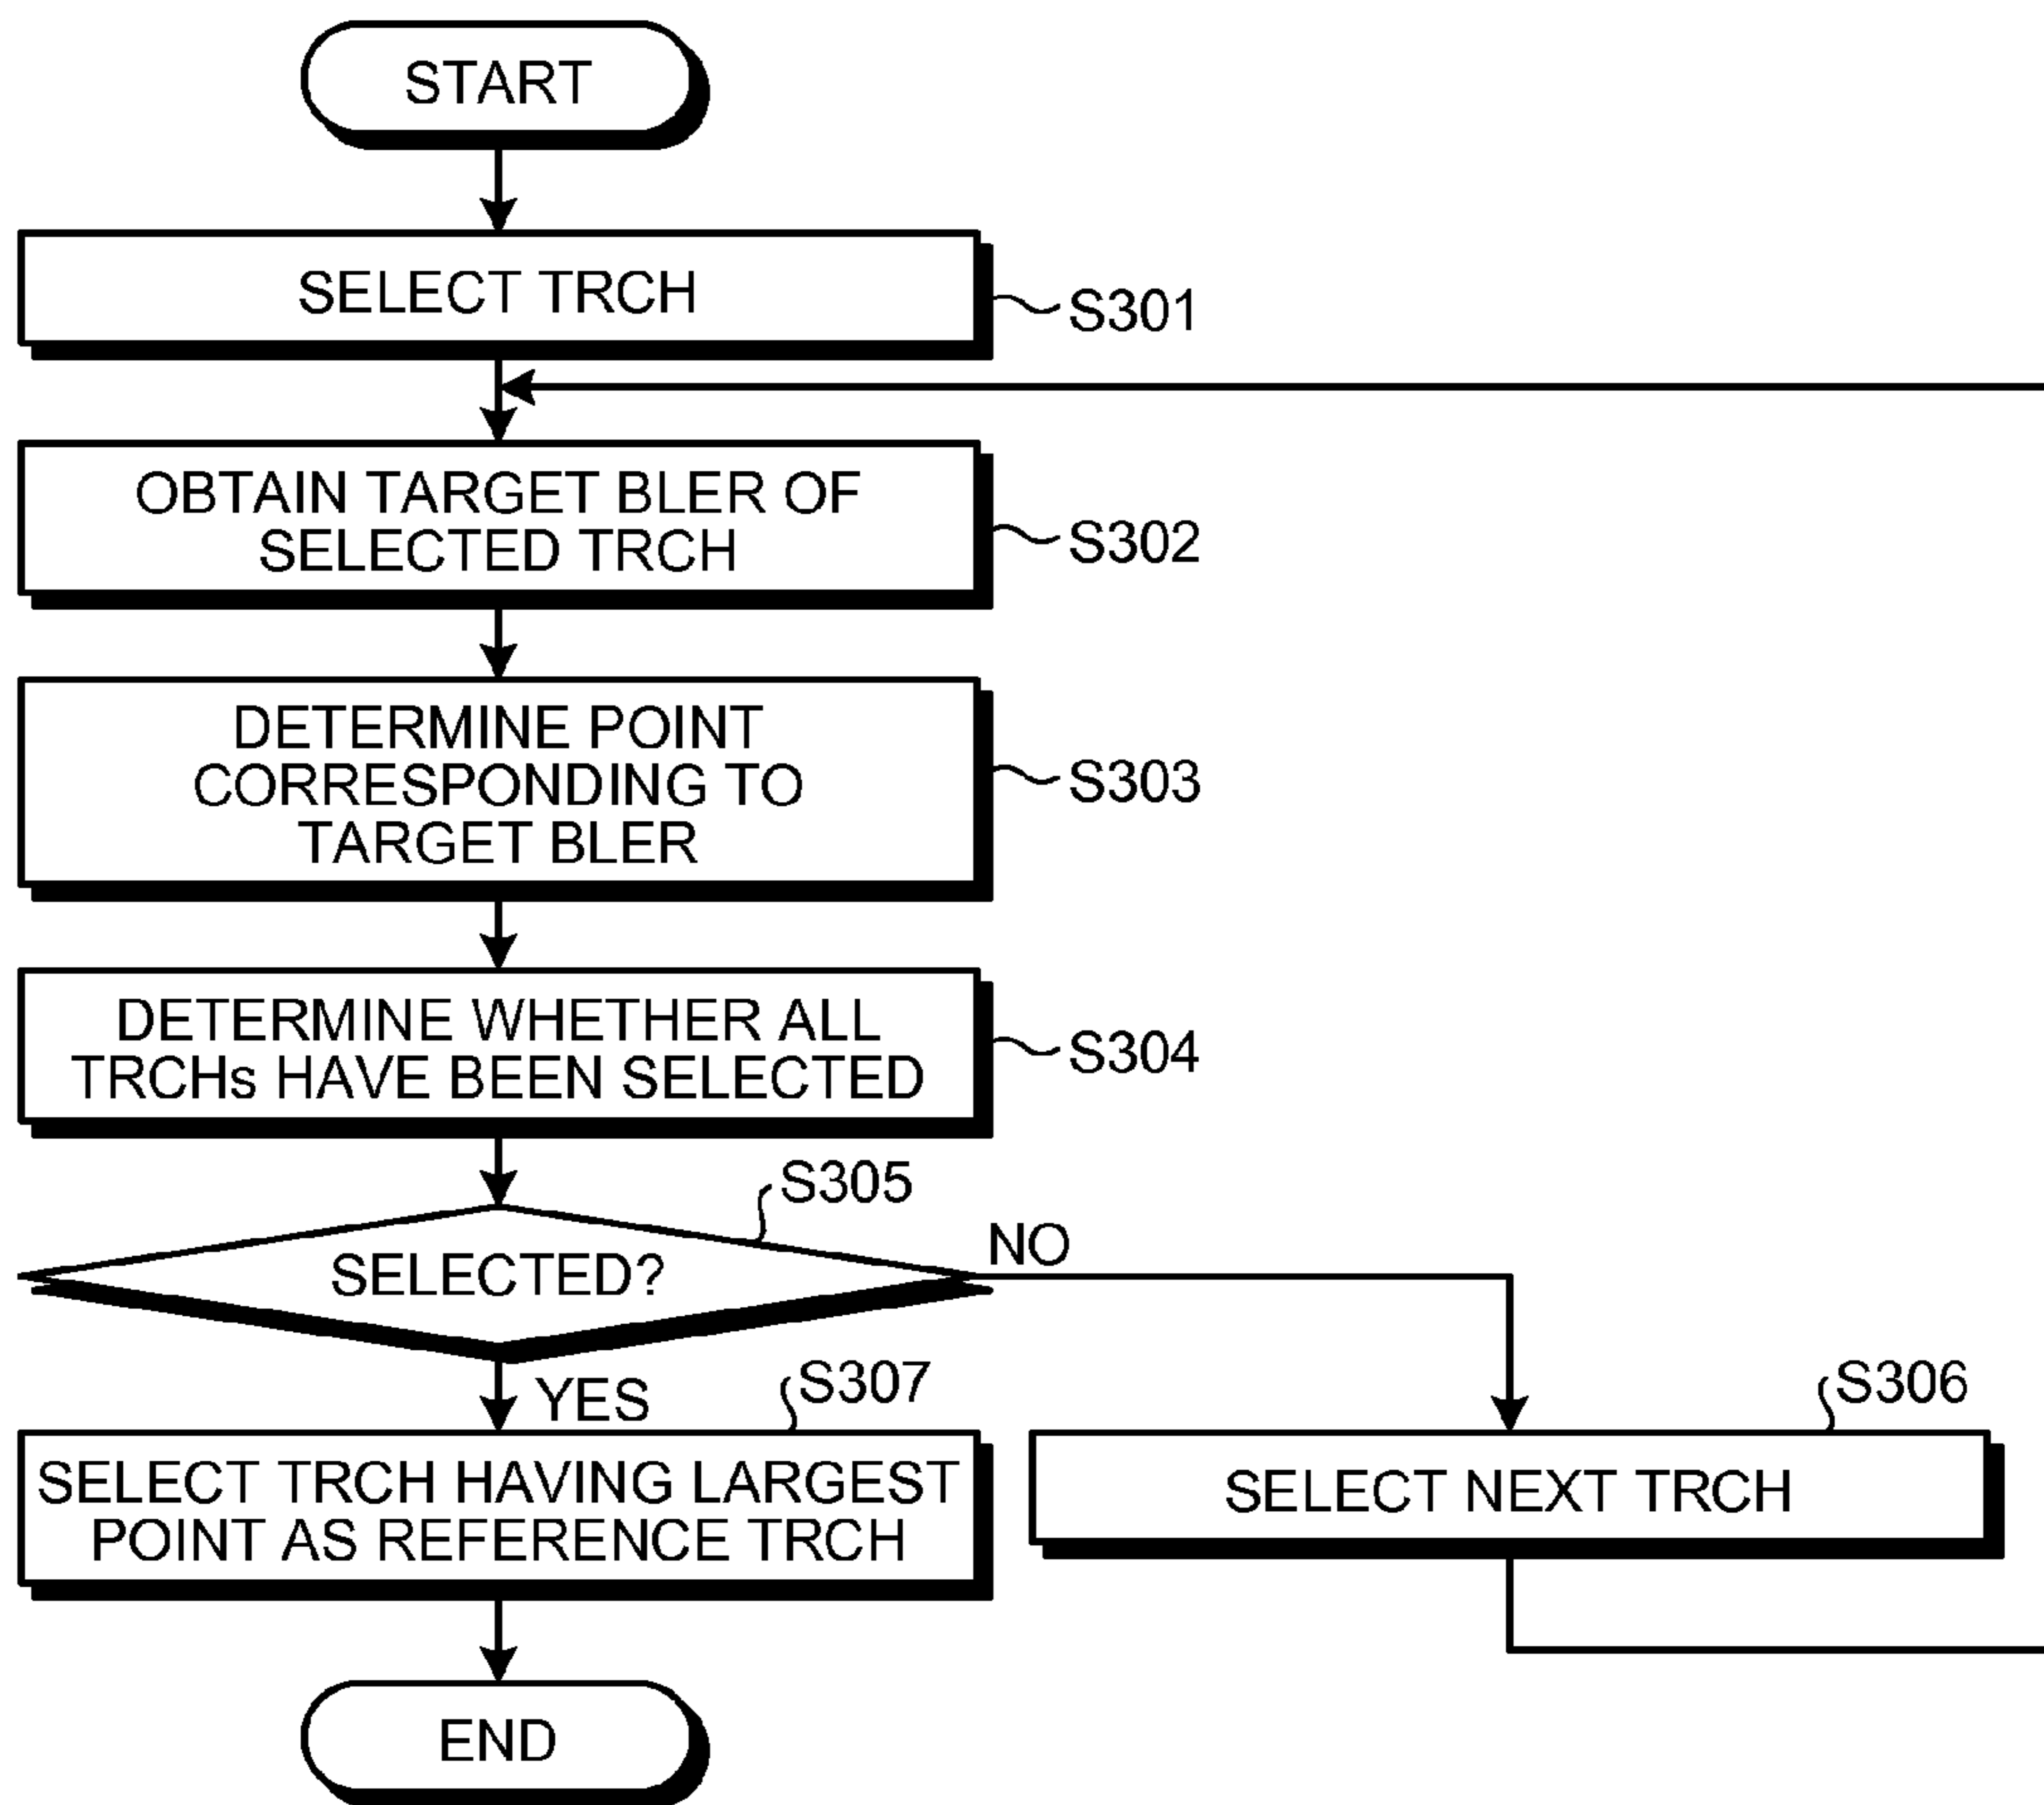 START
SELECT TRCH
S301
OBTAIN TARGET BLER OF
SELECTED TRCH
S302
DETERMINE POINT
CORRESPONDING TO
TARGET BLER
S303
DETERMINE WHETHER ALL
TRCHs HAVE BEEN SELECTED
S304
S305
SELECTED?
NO
YES
S307
SELECT TRCH HAVING LARGEST
POINT AS REFERENCE TRCH
S306
SELECT NEXT TRCH
END